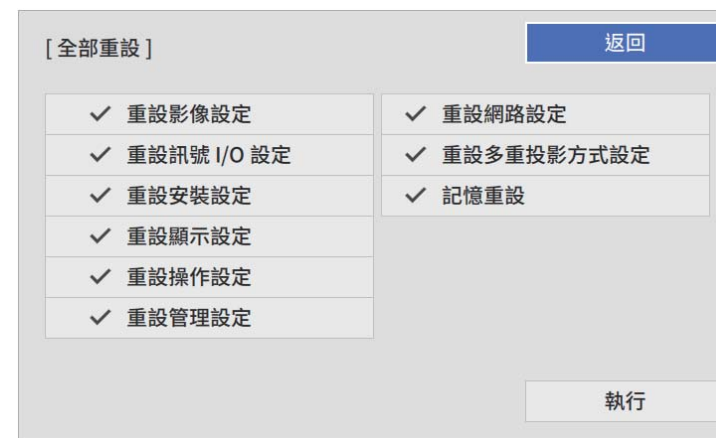 [ 全部重設 ]
返回
重設影像設定
重設訊號 I/O 設定
重設安裝設定
重設顯示設定
重設操作設定
重設管理設定
重設網路設定
重設多重投影方式設定
記憶重設
執行